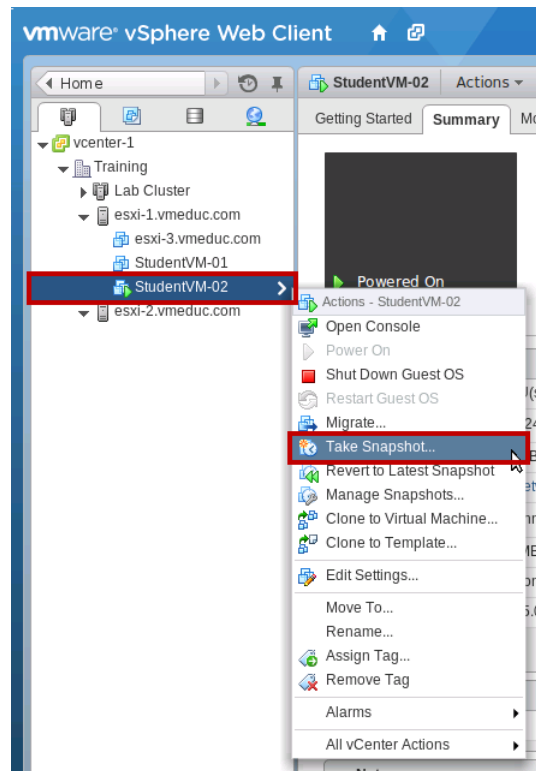 vmware® vSphere Web Client
Home
StudentVM-02 Actions
Getting Started Summary
vcenter-1
Training
Lab Cluster
esxi-1.vmeduc.com
esxi-3.vmeduc.com
StudentVM-01
StudentVM-02
esxi-2.vmeduc.com
Powered On
Actions - StudentVM-02
Open Console
Power On
Shut Down Guest OS
Restart Guest OS
Migrate...
Take Snapshot...
Revert to Latest Snapshot
Manage Snapshots...
Clone to Virtual Machine...
Clone to Template...
Edit Settings...
Move To...
Rename...
Assign Tag...
Remove Tag
Alarms
All vCenter Actions